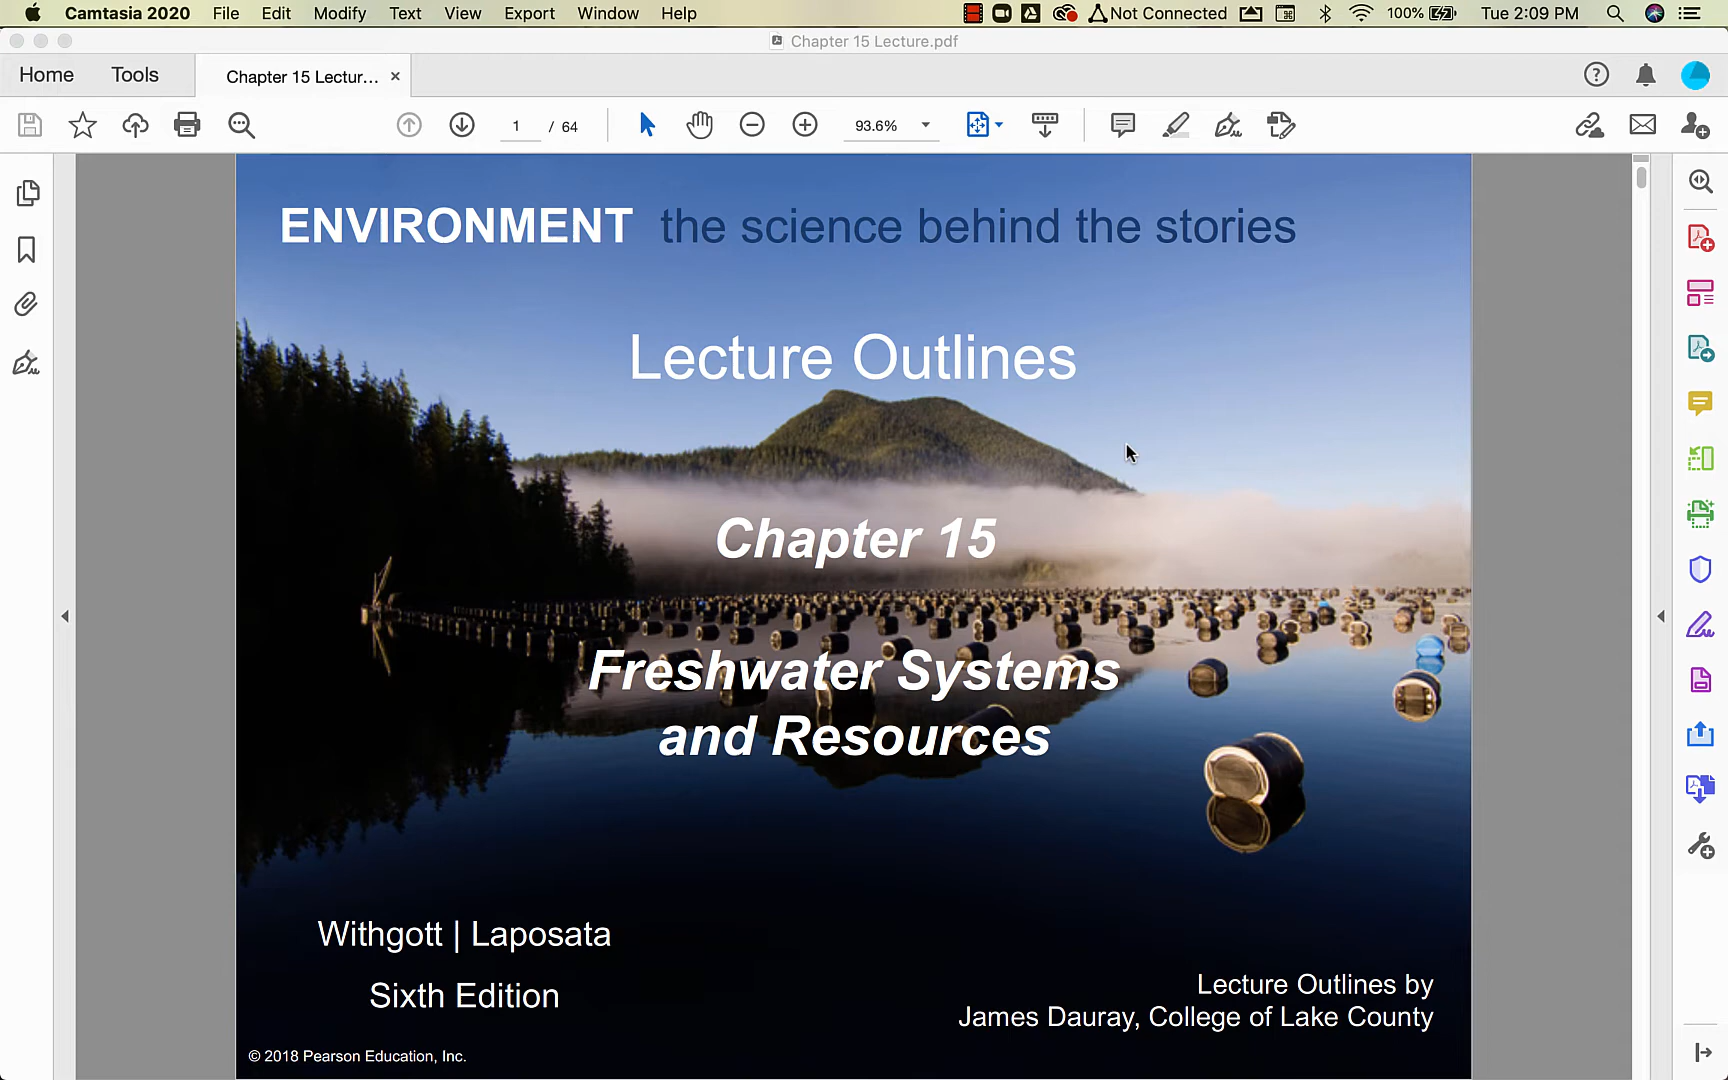 Camtasia 2020 File Edit Modify Text View Export Window Help Not Connected 100% Tue 2:09 PM
Chapter 15 Lecture.pdf
Home Tools Chapter 15 Lectur... ×
1 / 64 93.6%
ENVIRONMENT the science behind the stories
Lecture Outlines
Chapter 15
Freshwater Systems
and Resources
Withgott | Laposata
Sixth Edition
Lecture Outlines by
James Dauray, College of Lake County
© 2018 Pearson Education, Inc.